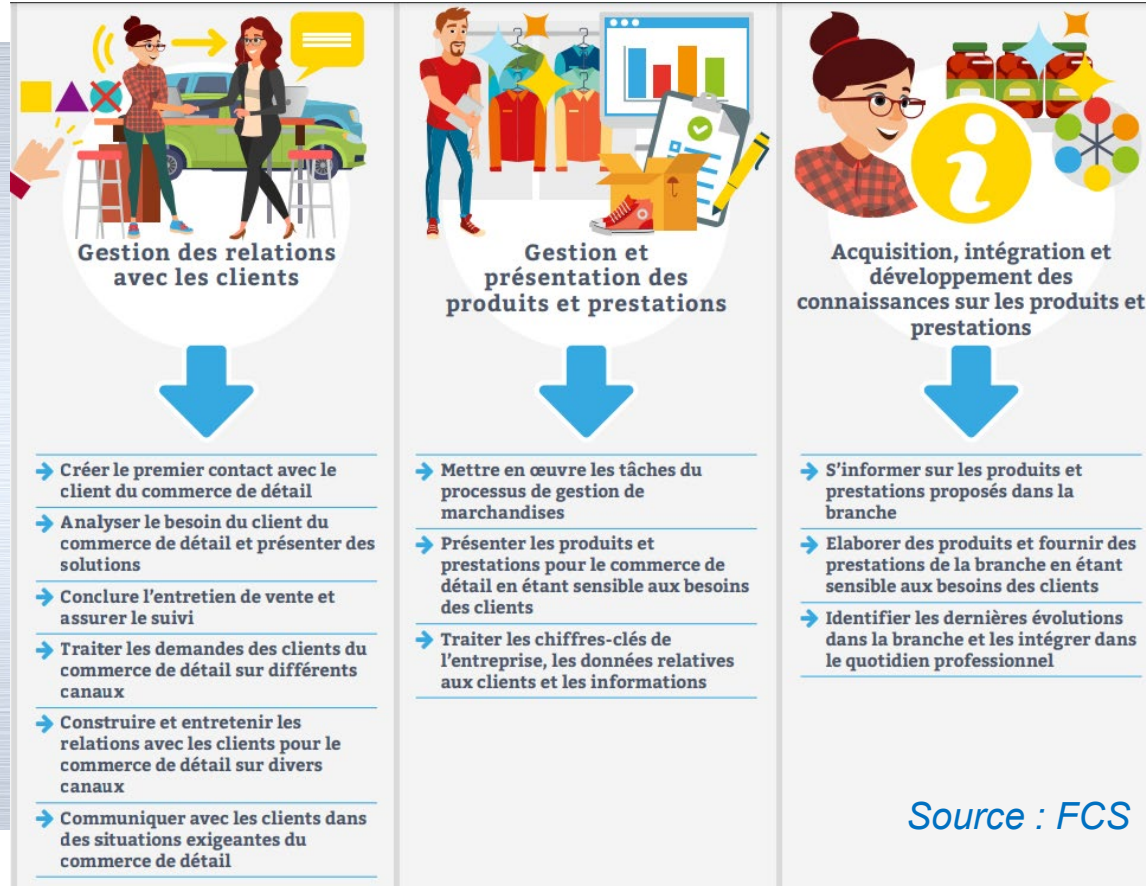 Gestion des relations
avec les clients
Créer le premier contact avec le
client du commerce de détail
Analyser le besoin du client du
commerce de détail et présenter des
solutions
Conclure l'entretien de vente et
assurer le suivi
Traiter les demandes des clients du
commerce de détail sur différents
canaux
Construire et entretenir les
relations avec les clients pour le
commerce de détail sur divers
canaux
Communiquer avec les clients dans
des situations exigeantes du
commerce de détail
Gestion et
présentation des
produits et prestations
Mettre en œuvre les tâches du
processus de gestion de
marchandises
Présenter les produits et
prestations pour le commerce de
détail en étant sensible aux besoins
des clients
Traiter les chiffres-clés de
l'entreprise, les données relatives
aux clients et les informations
i
Acquisition, intégration et
développement des
connaissances sur les produits et
prestations
S'informer sur les produits et
prestations proposés dans la
branche
Elaborer des produits et fournir des
prestations de la branche en étant
sensible aux besoins des clients
Identifier les dernières évolutions
dans la branche et les intégrer dans
le quotidien professionnel
Source : FCS